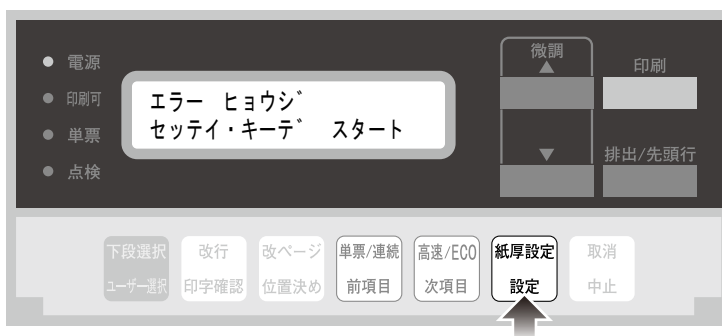 電源
印刷可
単票
点検
エラー ヒョウジ
セッテイ・キーデ スタート
微調
▲
▼
印刷
排出/先頭行
下段選択
ユーザー選択
改行
印字確認
改ページ
位置決め
単票/連続
前項目
高速/ECO
次項目
紙厚設定
設定
取消
中止